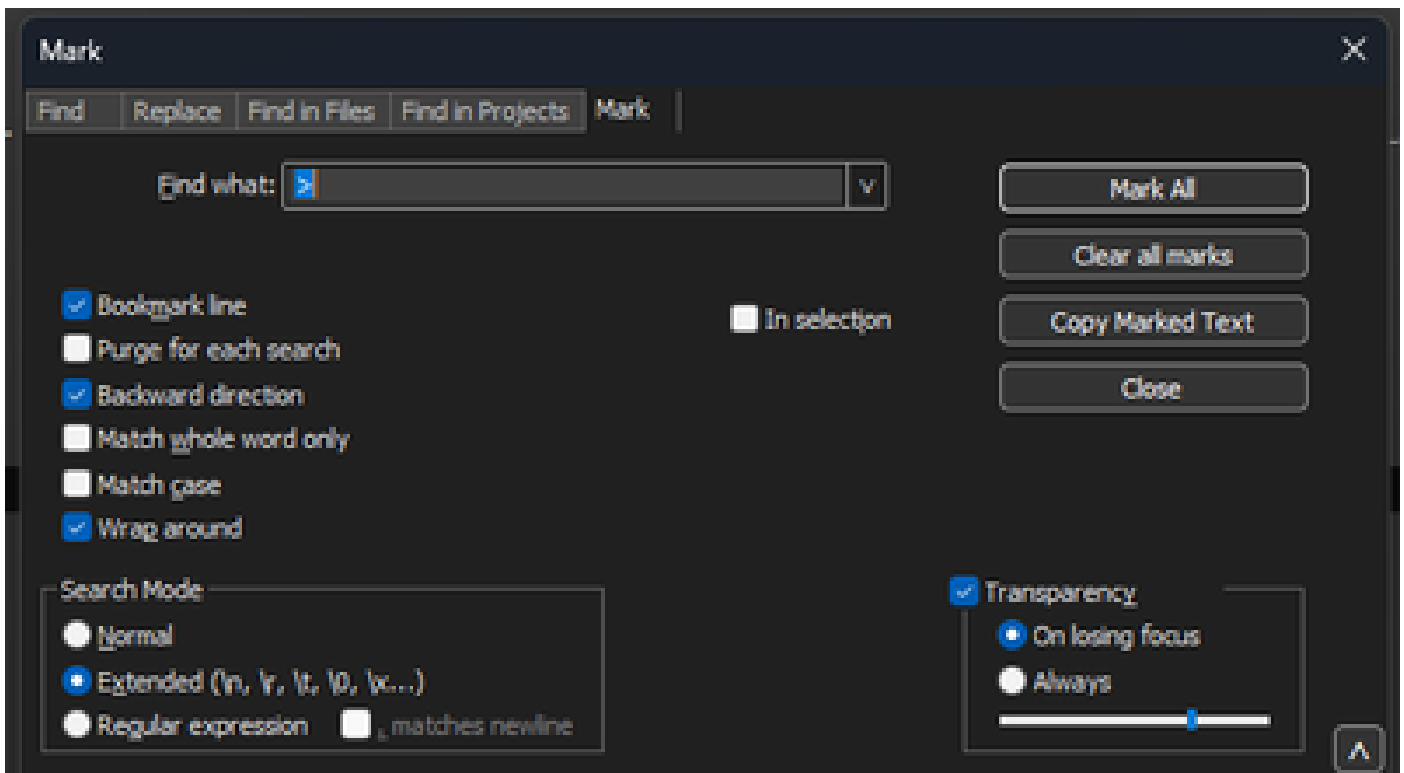 Mark
Find Replace Find in Files Find in Projects Mark
Find what: > v
Mark All
Clear all marks
Bookmark line
In selection
Copy Marked Text
Purge for each search
Backward direction
Close
Match whole word only
Match case
Wrap around
Search Mode
Transparency
Normal
On losing focus
Extended (\n, \r, \t, \0, \x...)
Always
Regular expression . matches newline